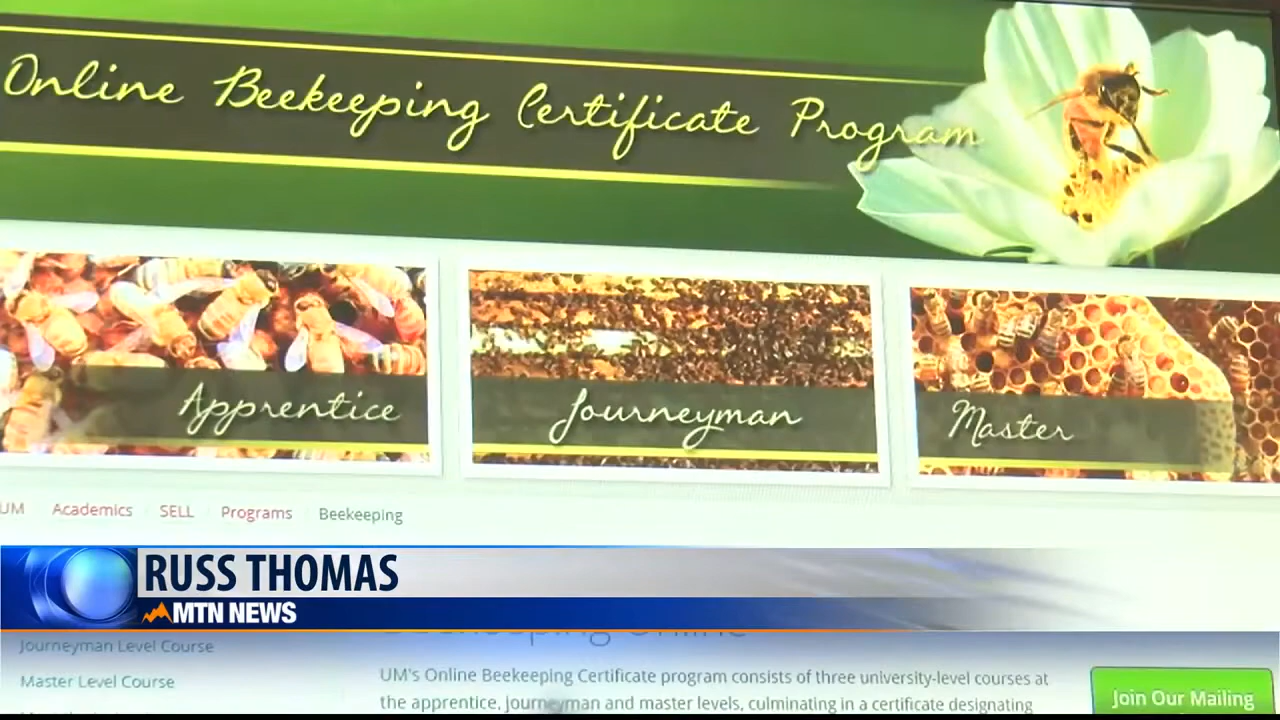 Online Beekeeping Certificate Program
Apprentice
Journeyman
Master
UM Academics SELL Programs Beekeeping
RUSS THOMAS
MTN NEWS
Beekeeping Online
Journeyman Level Course
Master Level Course
UM's Online Beekeeping Certificate program consists of three university-level courses at
the apprentice, journeyman and master levels, culminating in a certificate designating
Join Our Mailing